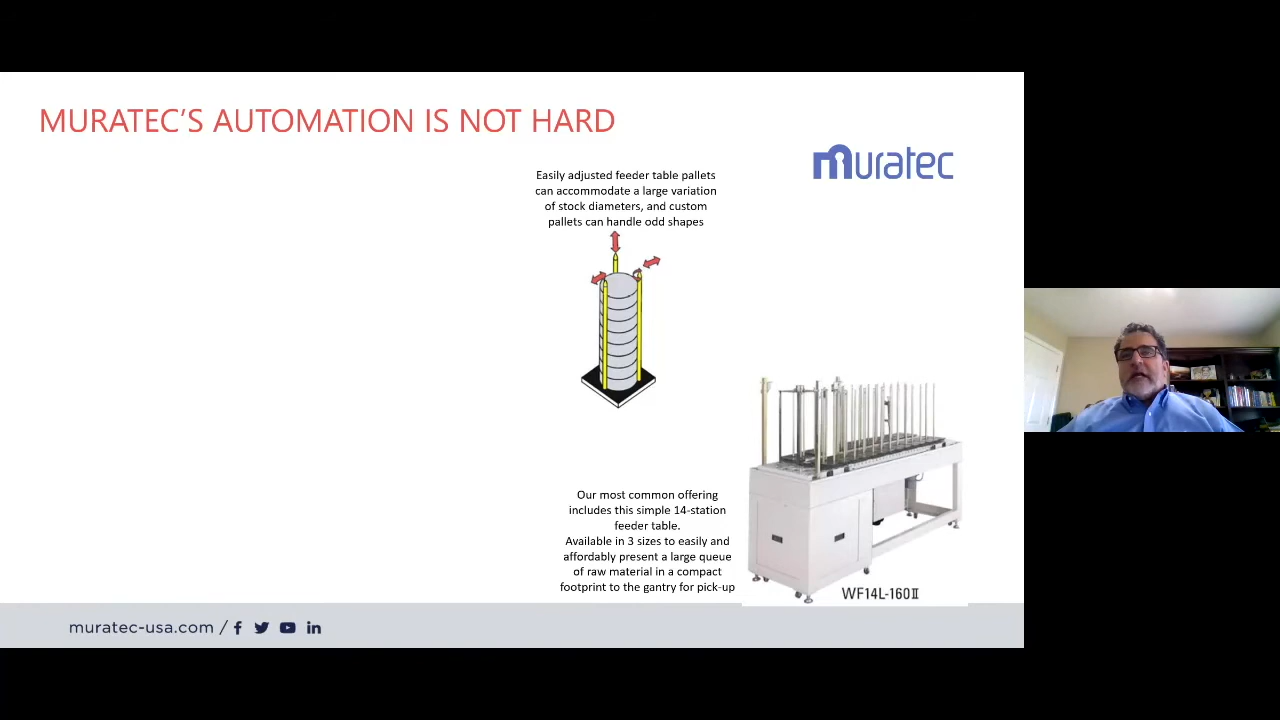 MURATEC'S AUTOMATION IS NOT HARD
muratec
Easily adjusted feeder table pallets
can accommodate a large variation
of stock diameters, and custom
pallets can handle odd shapes
Our most common offering
includes this simple 14-station
feeder table.
Available in 3 sizes to easily and
affordably present a large queue
of raw material in a compact
footprint to the gantry for pick-up
WF14L-160Ⅱ
muratec-usa.com /